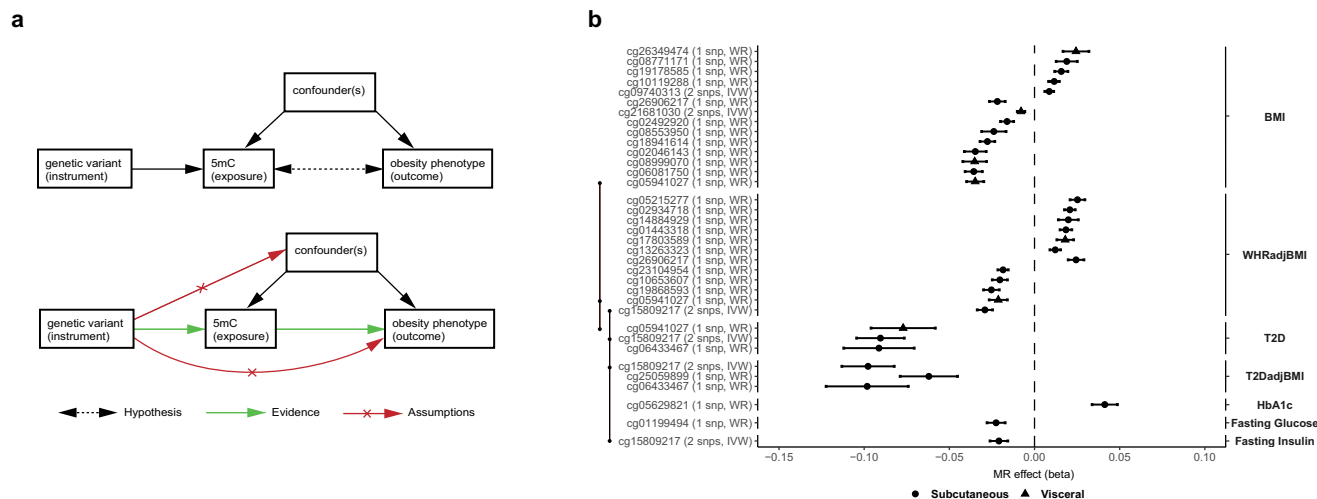 a
confounder(s)
genetic variant
(instrument)
5mC
(exposure)
obesity phenotype
(outcome)
confounder(s)
genetic variant
(instrument)
5mC
(exposure)
obesity phenotype
(outcome)
Hypothesis
Evidence
Assumptions
b
cg26349474 (1 snp, WR)
cg08771171 (1 snp, WR)
cg19178585 (1 snp, WR)
cg10119288 (1 snp, WR)
cg09740313 (2 snps, IVW)
cg26906217 (1 snp, WR)
cg21681030 (2 snps, IVW)
cg02492920 (1 snp, WR)
cg08553950 (1 snp, WR)
cg18941614 (1 snp, WR)
cg02046143 (1 snp, WR)
cg08999070 (1 snp, WR)
cg06081750 (1 snp, WR)
cg05941027 (1 snp, WR)
BMI
cg05215277 (1 snp, WR)
cg02934718 (1 snp, WR)
cg14884929 (1 snp, WR)
cg01443318 (1 snp, WR)
cg17803589 (1 snp, WR)
cg13263323 (1 snp, WR)
cg26906217 (1 snp, WR)
cg23104954 (1 snp, WR)
cg10653607 (1 snp, WR)
cg19868593 (1 snp, WR)
cg05941027 (1 snp, WR)
cg15809217 (2 snps, IVW)
WHRadjBMI
cg05941027 (1 snp, WR)
cg15809217 (2 snps, IVW)
cg06433467 (1 snp, WR)
T2D
cg15809217 (2 snps, IVW)
cg25059899 (1 snp, WR)
cg06433467 (1 snp, WR)
T2DadjBMI
cg05629821 (1 snp, WR)
HbA1c
cg01199494 (1 snp, WR)
Fasting Glucose
cg15809217 (2 snps, IVW)
Fasting Insulin
−0.15 −0.10 −0.05 0.00 0.05 0.10
MR effect (beta)
Subcutaneous Visceral